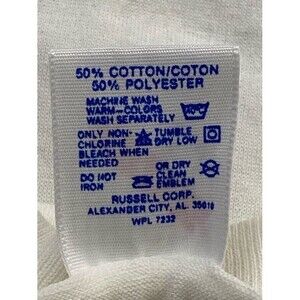 50% COTTON/COTON
50% POLYESTER
MACHINE WASH
WARM-COLORS
WASH SEPARATELY
ONLY NON-
CHLORINE
BLEACH WHEN
NEEDED
TUMBLE
DRY LOW
DO NOT
IRON
OR DRY
CLEAN
EMBLEM
RUSSELL CORP.
ALEXANDER CITY, AL. 35010
WPL 7232